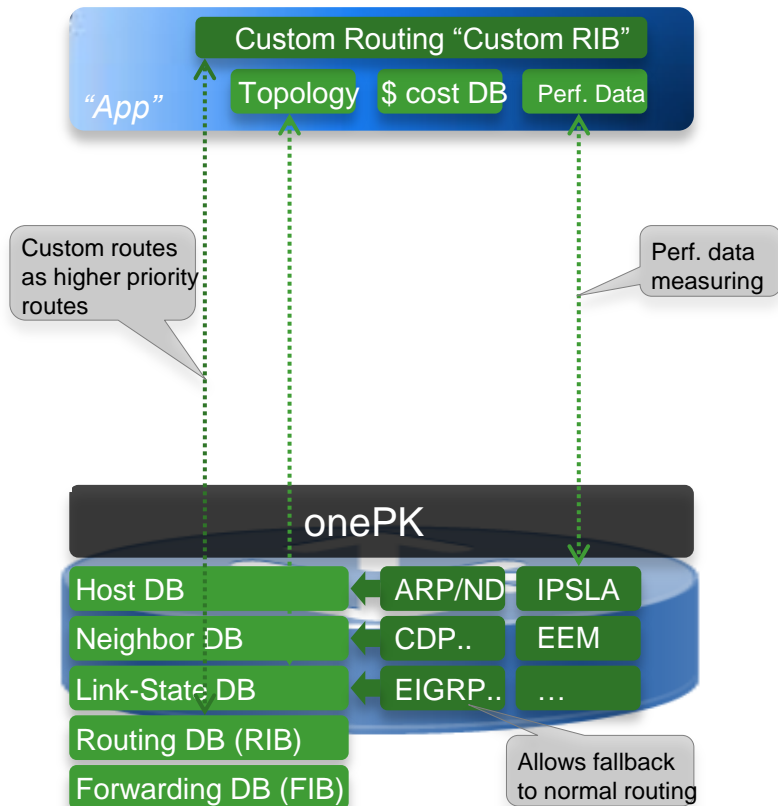 Custom Routing “Custom RIB”
“App”
Topology
$ cost DB
Perf. Data
Custom routes
as higher priority
routes
Perf. data
measuring
onePK
Host DB
ARP/ND
IPSLA
Neighbor DB
CDP..
EEM
Link-State DB
EIGRP..
…
Routing DB (RIB)
Forwarding DB (FIB)
Allows fallback
to normal routing